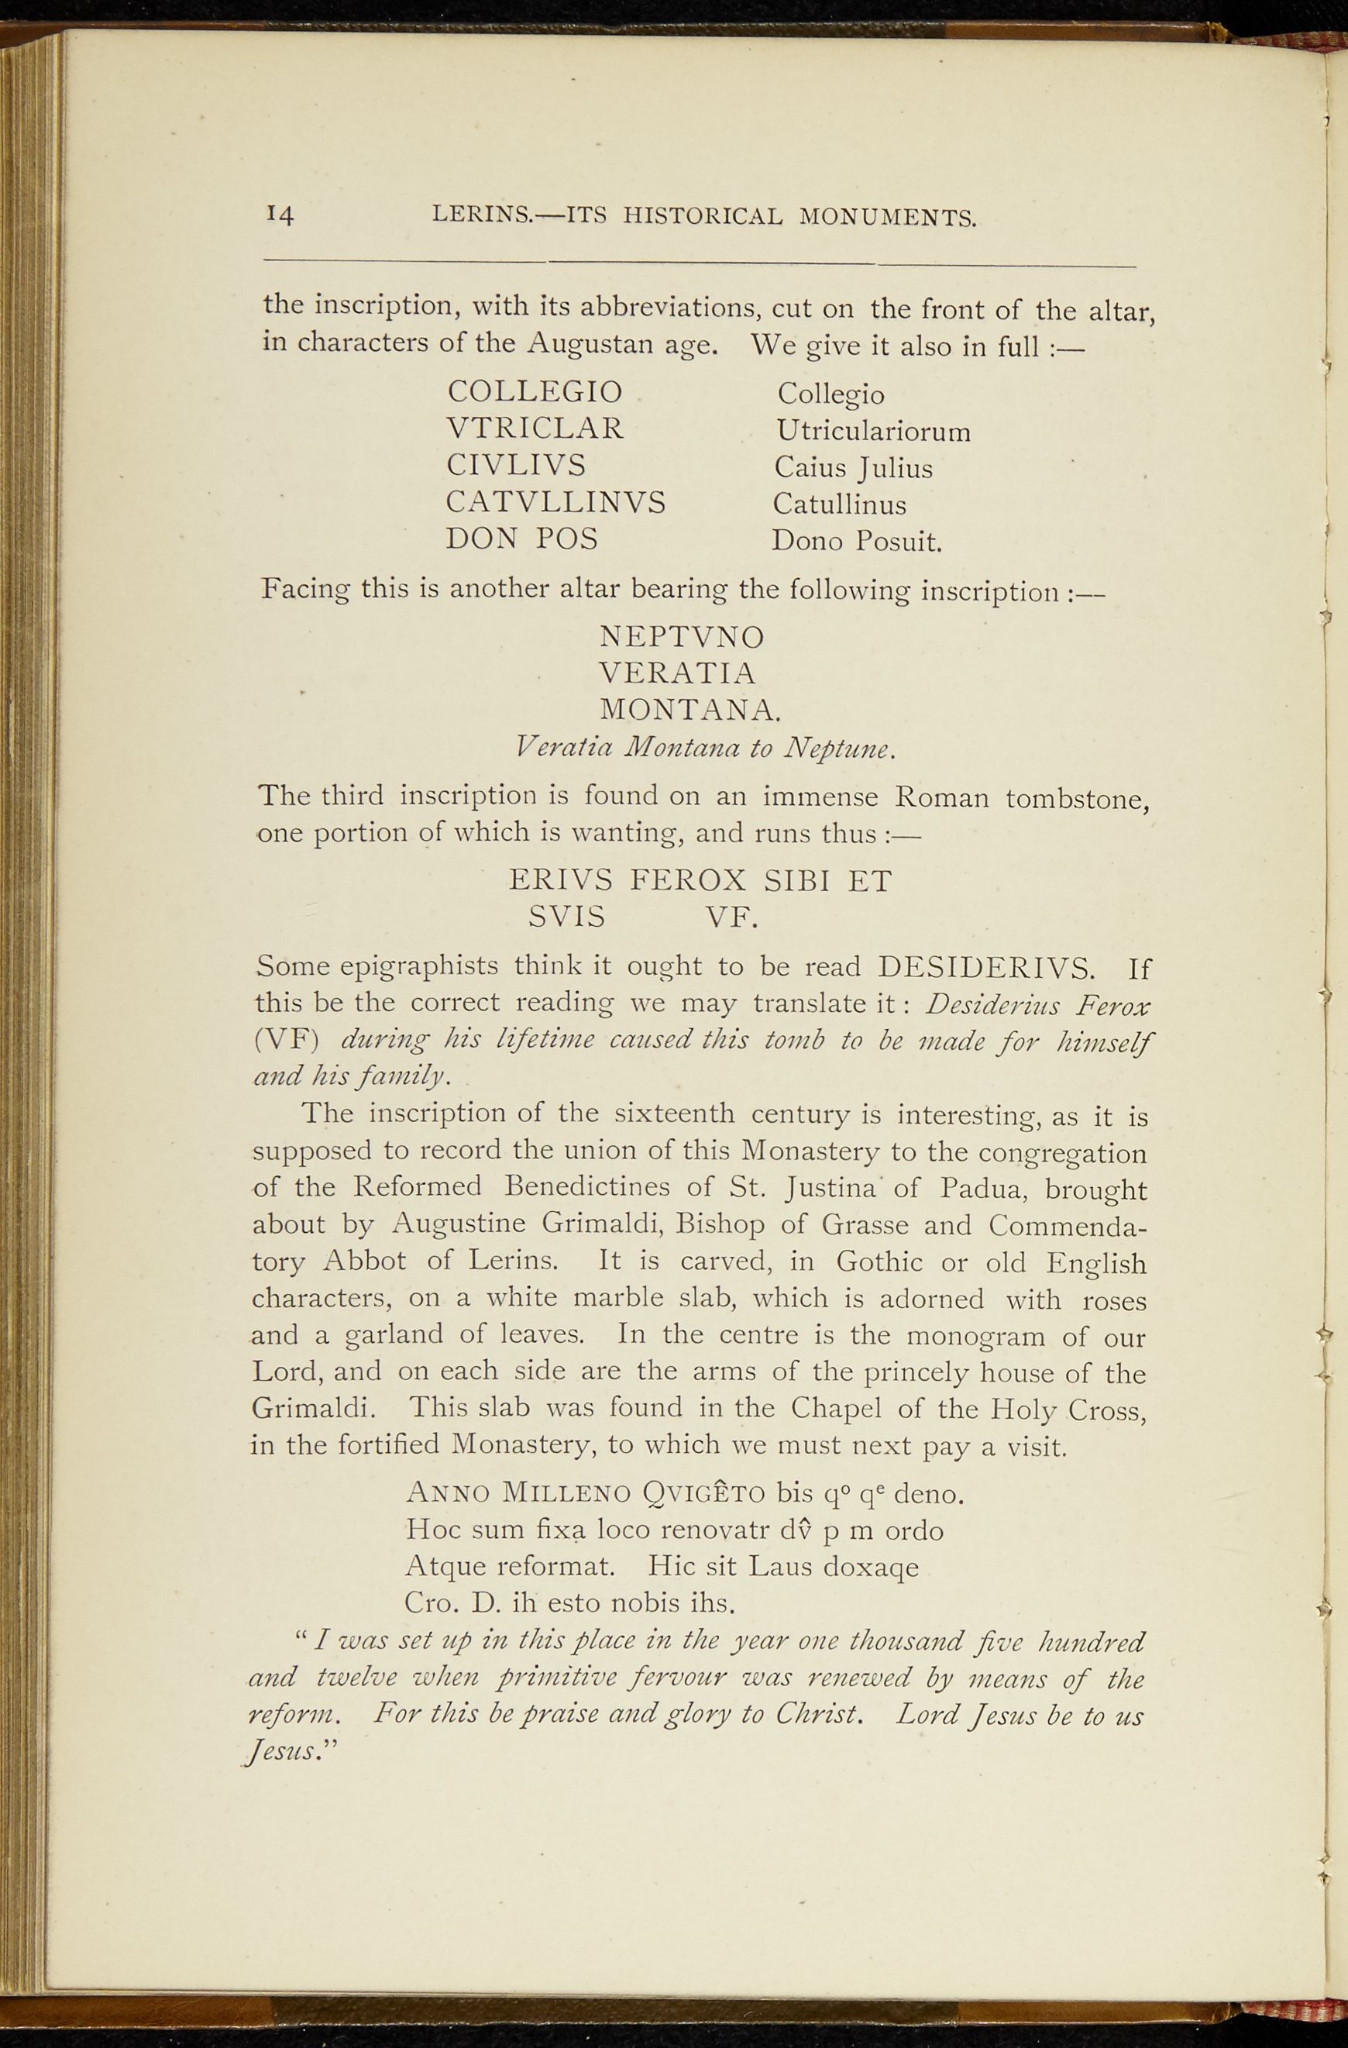 14 LERINS.—ITS HISTORICAL MONUMENTS.
the inscription, with its abbreviations, cut on the front of the altar,
in characters of the Augustan age. We give it also in full :—
COLLEGIO Collegio
VTRICLAR Utriculariorum
CIVLIVS Caius Julius
CATVLLINVS Catullinus
DON POS Dono Posuit.
Facing this is another altar bearing the following inscription :—
NEPTVNO
VERATIA
MONTANA.
Veratia Montana to Neptune.
The third inscription is found on an immense Roman tombstone,
one portion of which is wanting, and runs thus :—
ERIVS FEROX SIBI ET
SVIS VF.
Some epigraphists think it ought to be read DESIDERIVS. If
this be the correct reading we may translate it : Desiderius Ferox
(VF) during his lifetime caused this tomb to be made for himself
and his family.
The inscription of the sixteenth century is interesting, as it is
supposed to record the union of this Monastery to the congregation
of the Reformed Benedictines of St. Justina of Padua, brought
about by Augustine Grimaldi, Bishop of Grasse and Commenda-
tory Abbot of Lerins. It is carved, in Gothic or old English
characters, on a white marble slab, which is adorned with roses
and a garland of leaves. In the centre is the monogram of our
Lord, and on each side are the arms of the princely house of the
Grimaldi. This slab was found in the Chapel of the Holy Cross,
in the fortified Monastery, to which we must next pay a visit.
ANNO MILLENO QVIGÊTO bis qº qᵉ deno.
Hoc sum fixa loco renovatr dv̂ p m ordo
Atque reformat. Hic sit Laus doxaqe
Cro. D. ih esto nobis ihs.
“ I was set up in this place in the year one thousand five hundred
and twelve when primitive fervour was renewed by means of the
reform. For this be praise and glory to Christ. Lord Jesus be to us
Jesus.”